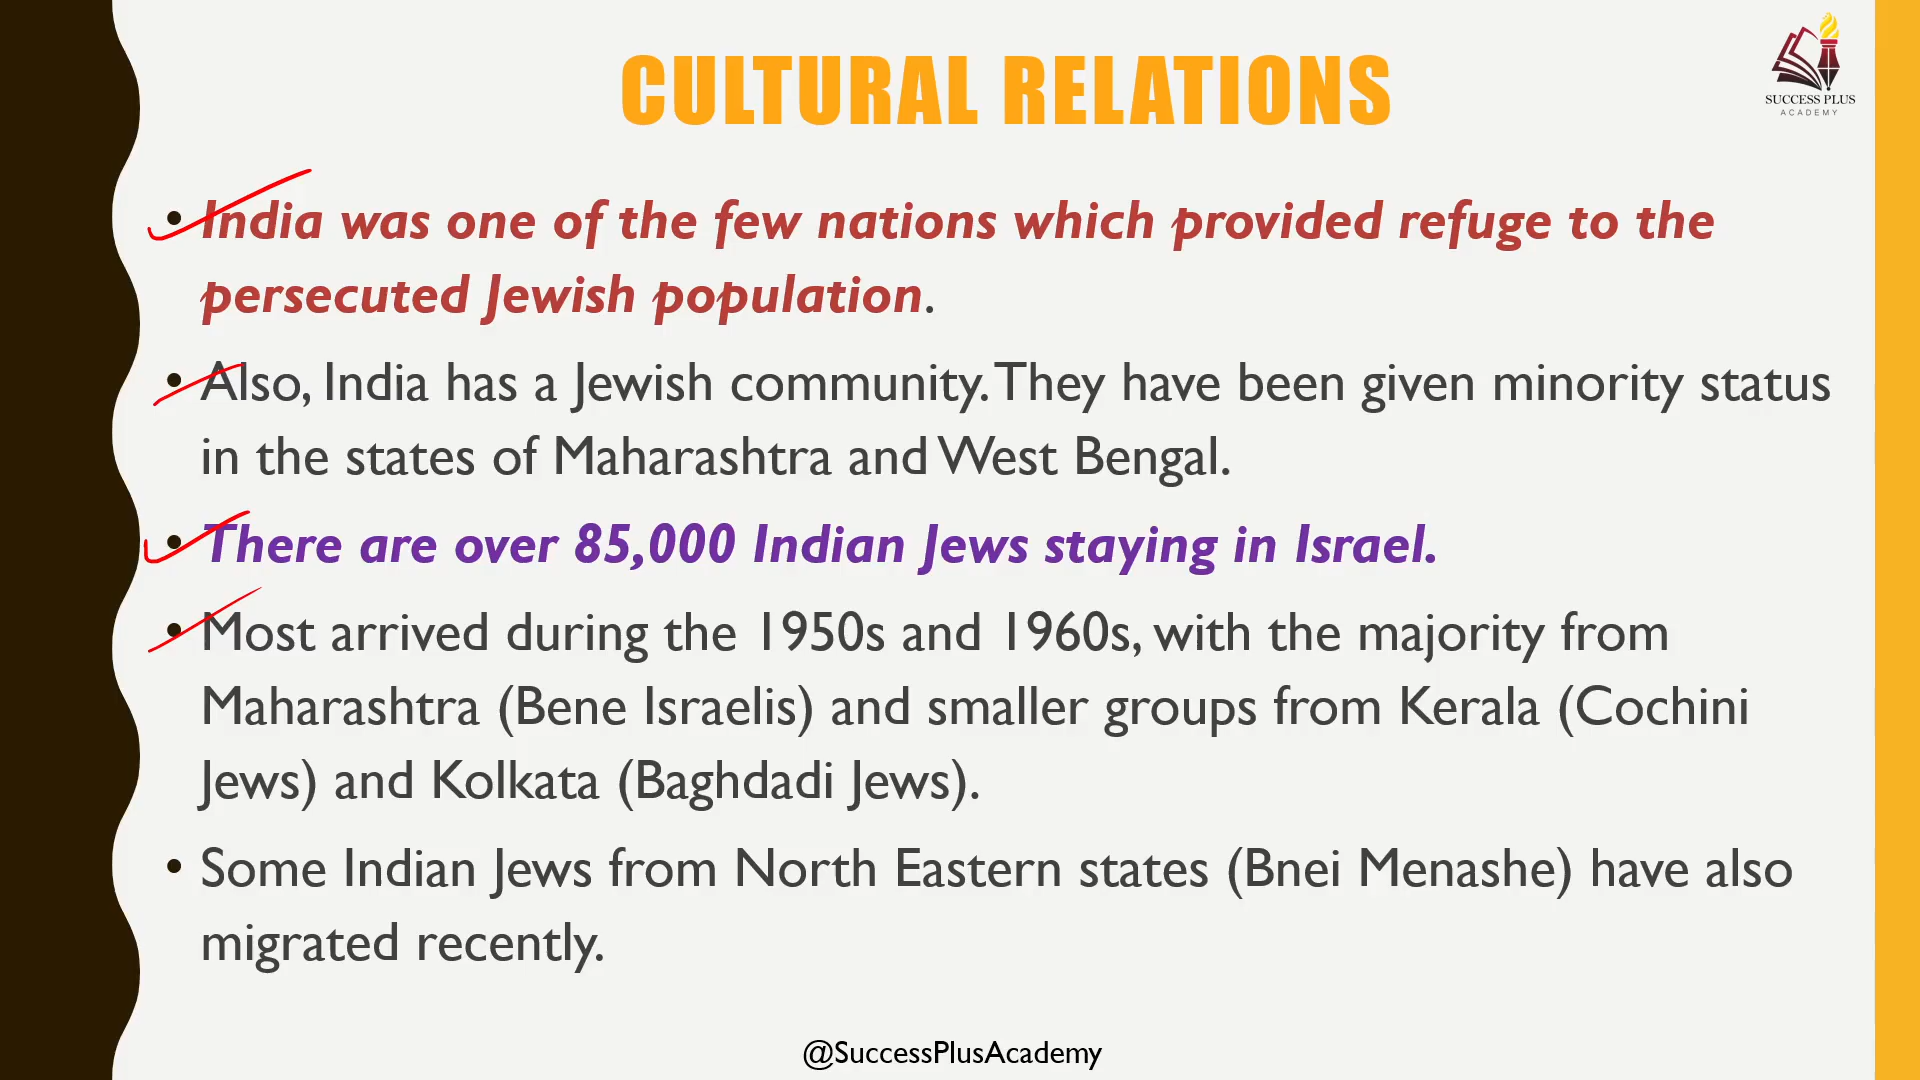 CULTURAL RELATIONS
SUCCESS PLUS
ACADEMY
• India was one of the few nations which provided refuge to the
persecuted Jewish population.
• Also, India has a Jewish community. They have been given minority status
in the states of Maharashtra and West Bengal.
• There are over 85,000 Indian Jews staying in Israel.
• Most arrived during the 1950s and 1960s, with the majority from
Maharashtra (Bene Israelis) and smaller groups from Kerala (Cochini
Jews) and Kolkata (Baghdadi Jews).
• Some Indian Jews from North Eastern states (Bnei Menashe) have also
migrated recently.
@SuccessPlusAcademy